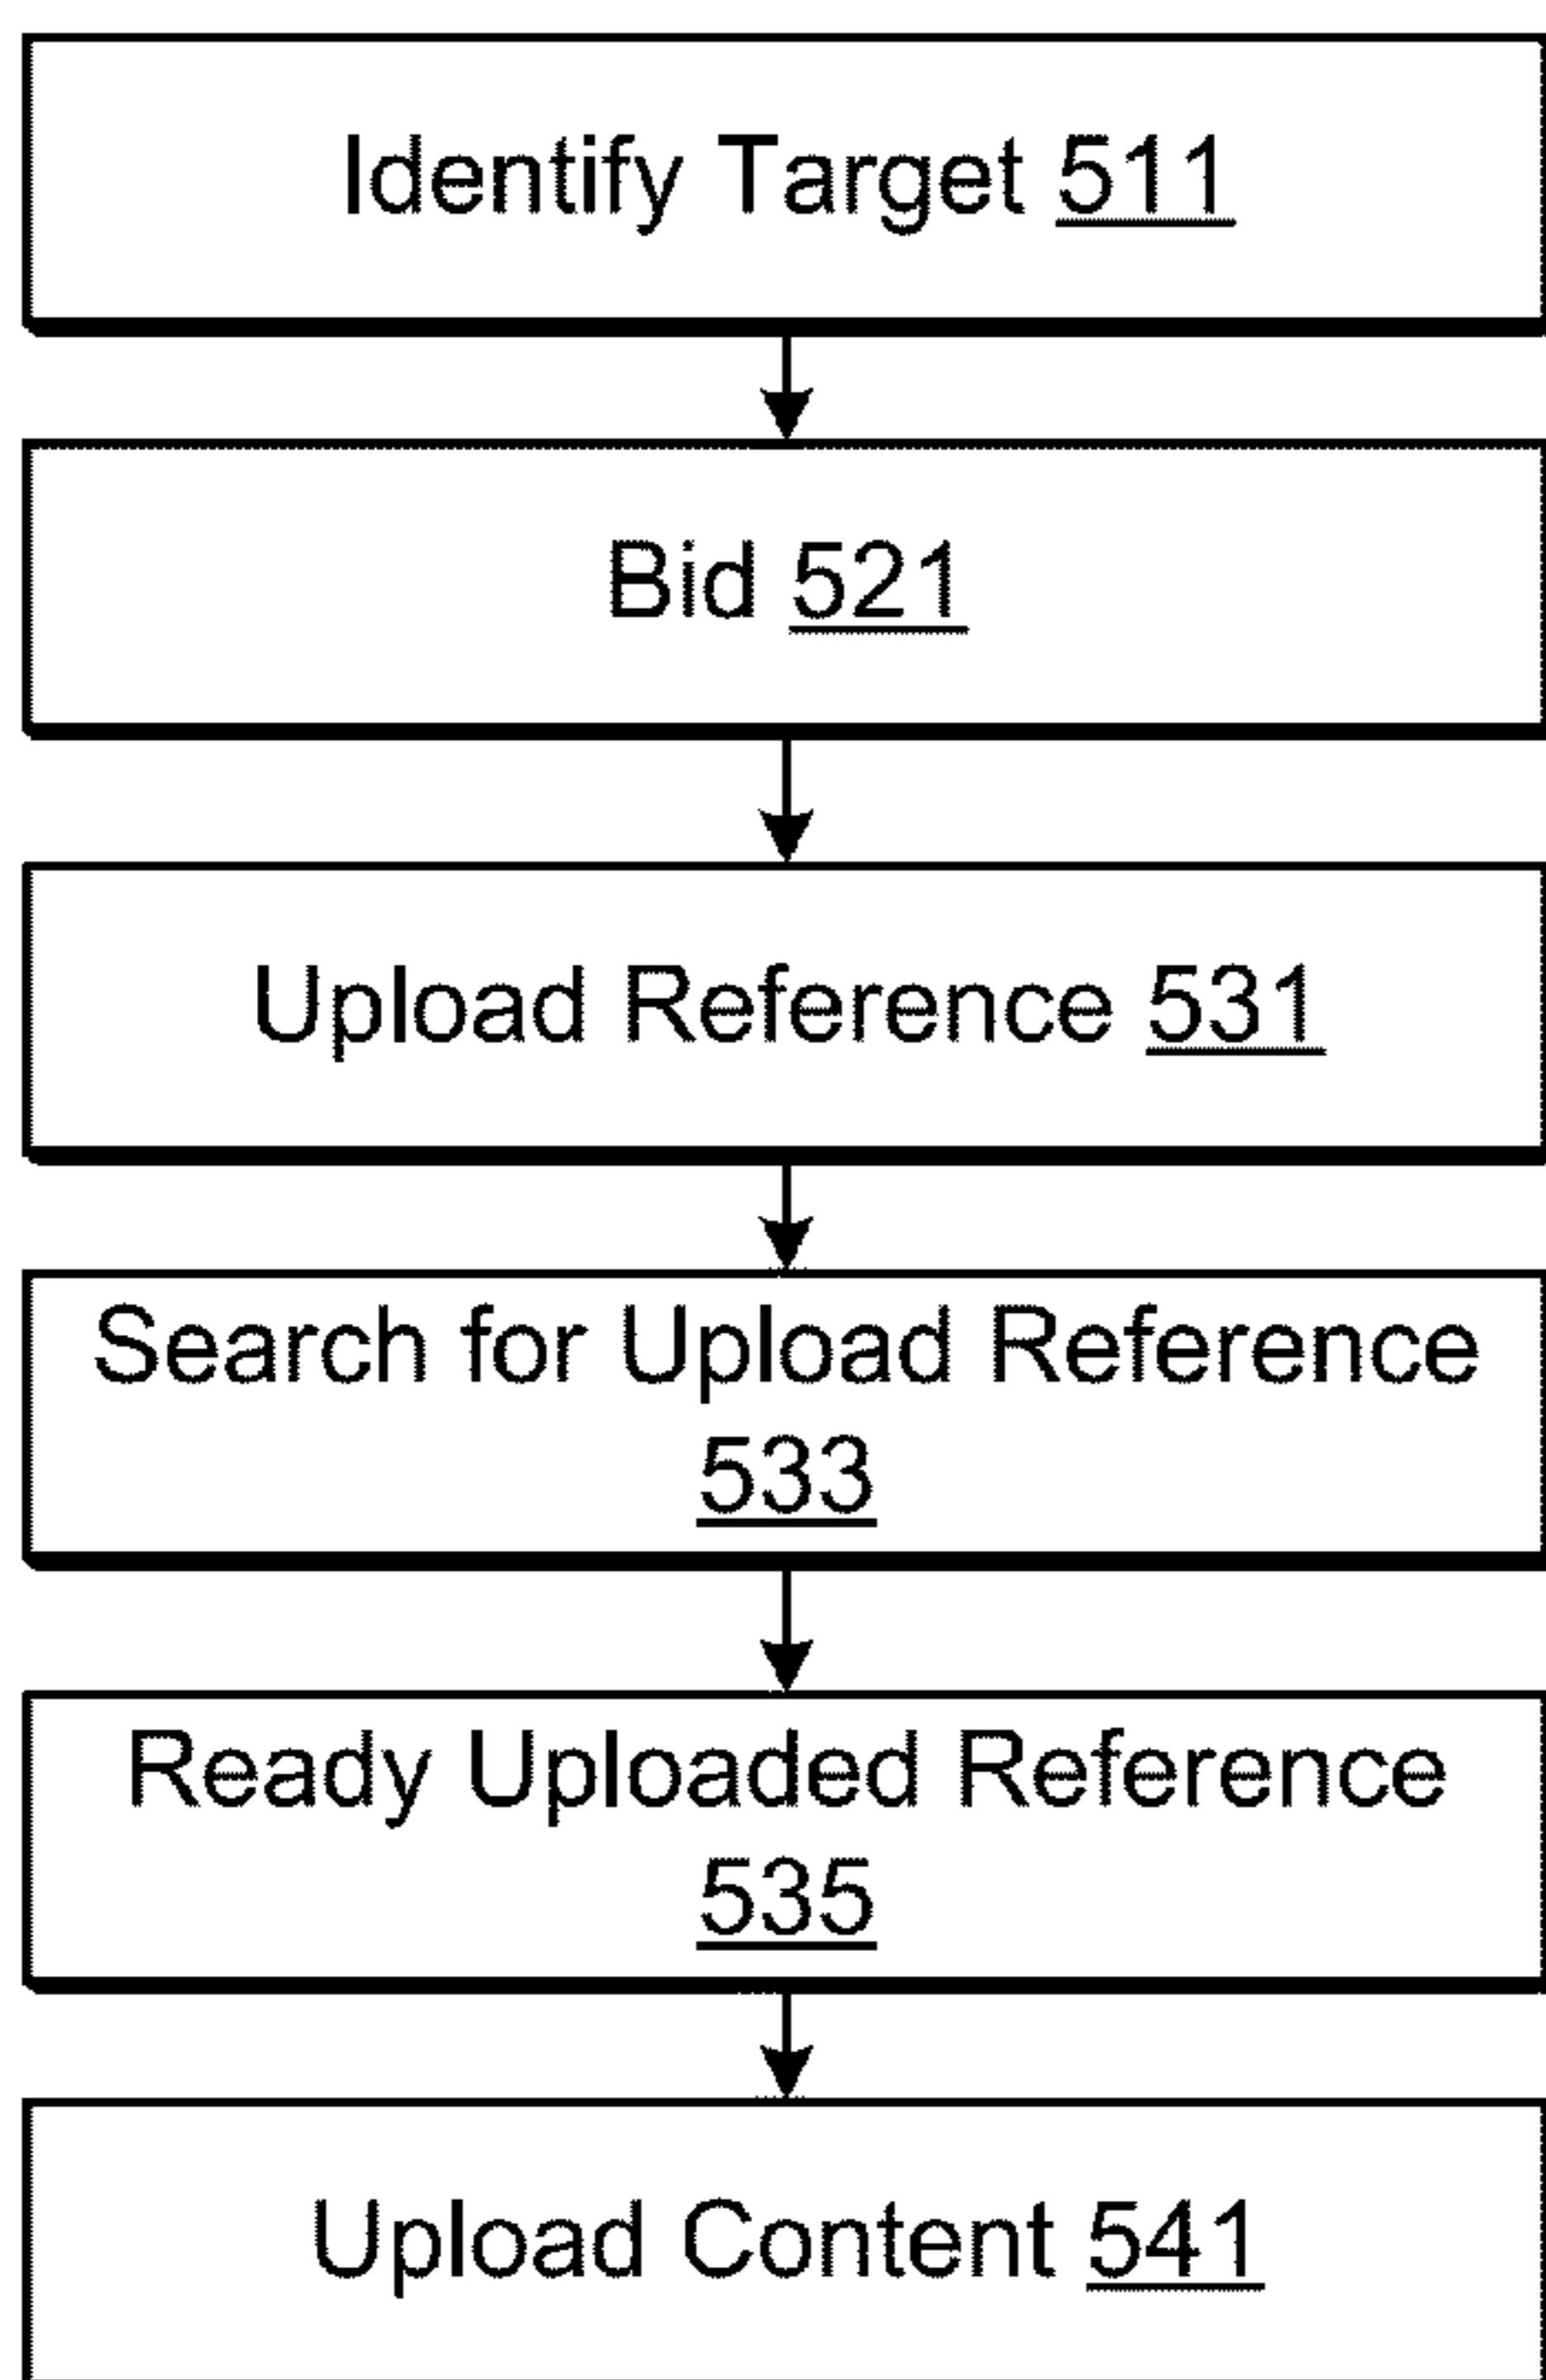 Identify Target 511
Bid 521
Upload Reference 531
Search for Upload Reference
533
Ready Uploaded Reference
535
Upload Content 541